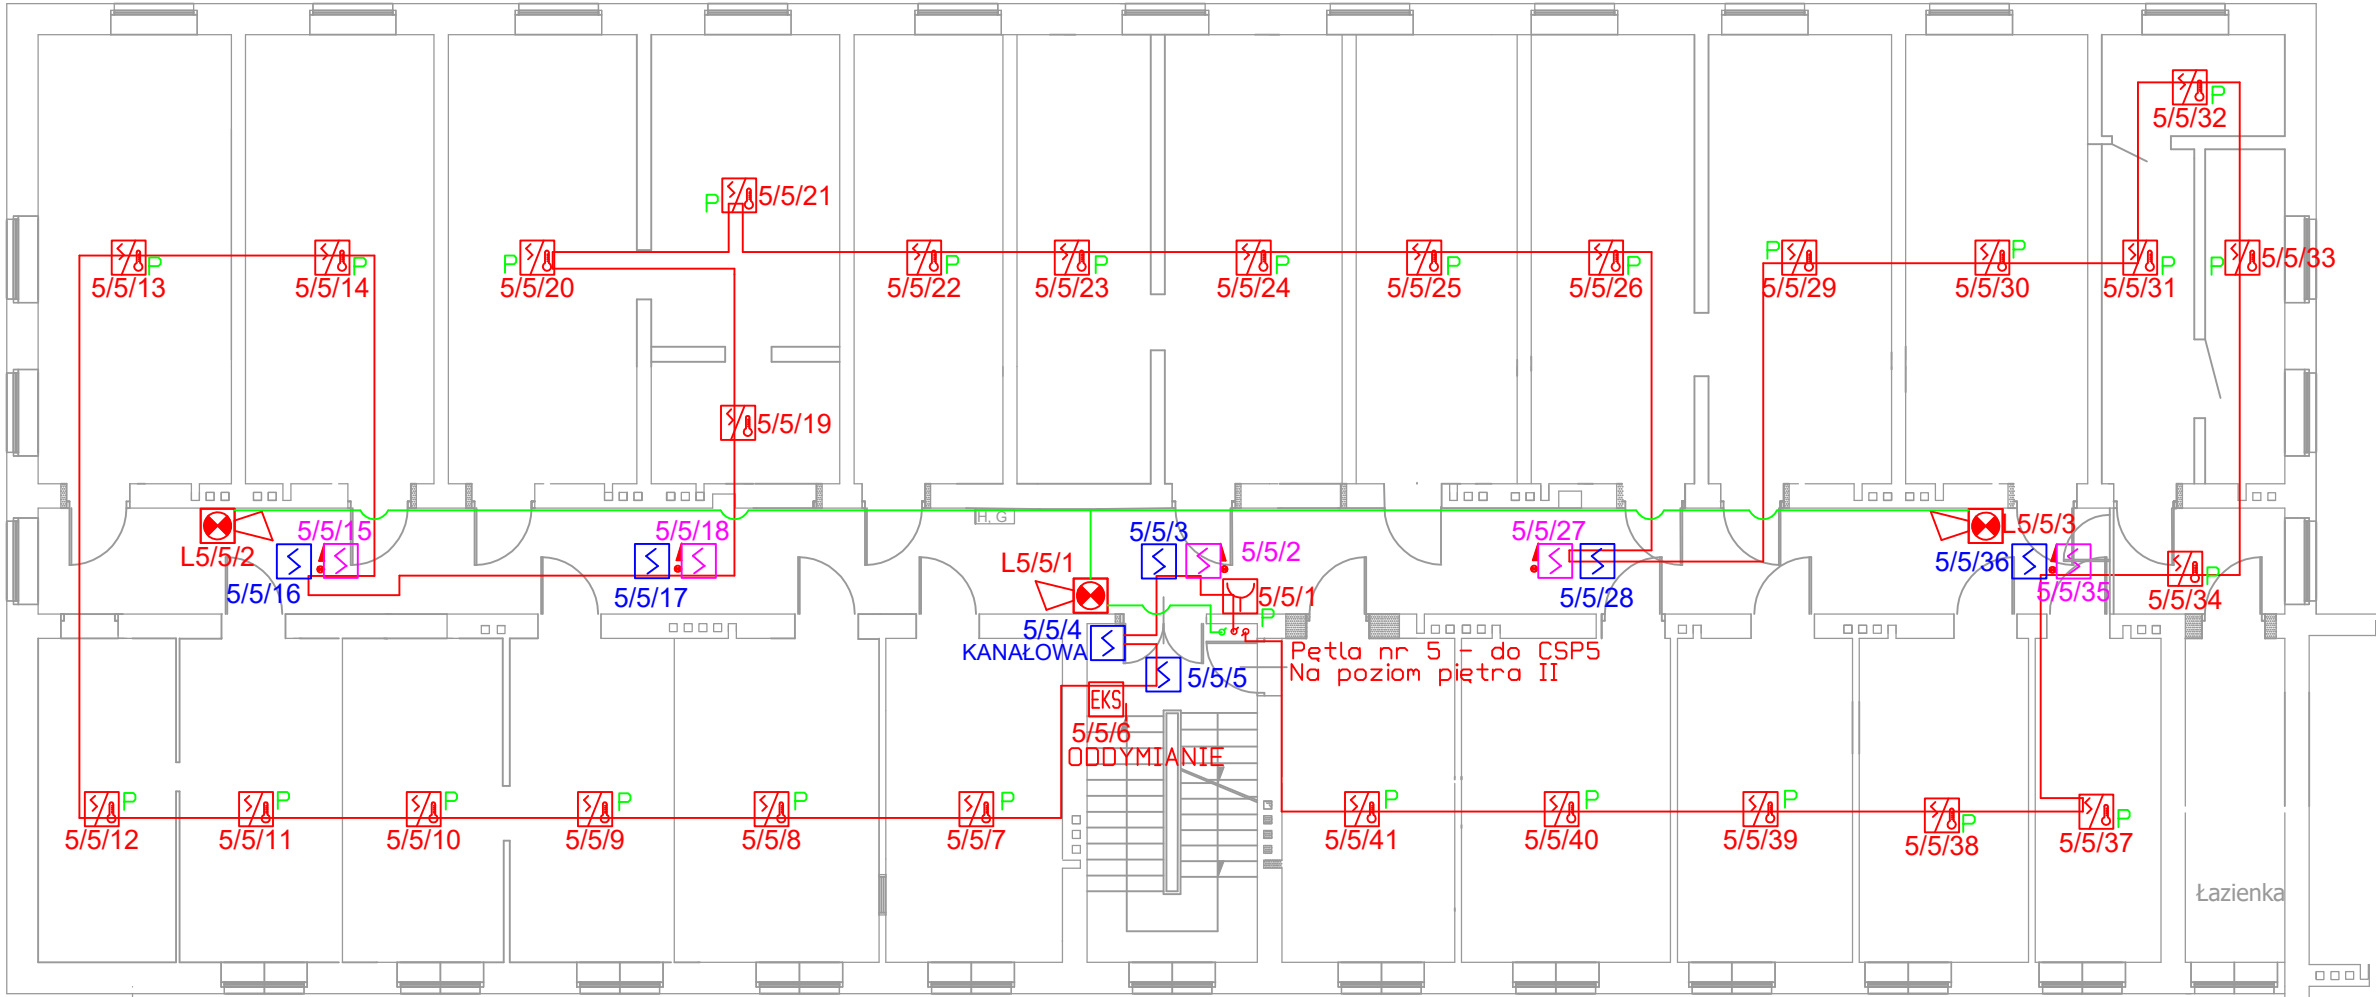 P
5/5/32
P
5/5/21
P
5/5/13
P
5/5/14
P
5/5/20
P
5/5/22
P
5/5/23
P
5/5/24
P
5/5/25
P
5/5/26
P
5/5/29
P
5/5/30
P
5/5/31
P
5/5/33
5/5/19
H, G
L5/5/2
5/5/15
5/5/16
5/5/18
5/5/17
L5/5/1
5/5/3
5/5/2
5/5/1
P
5/5/27
5/5/28
L5/5/3
5/5/36
5/5/35
P
5/5/34
5/5/4
KANAŁOWA
5/5/5
Pętla nr 5 - do CSP5
Na poziom piętra II
EKS
5/5/6
ODDYMIANIE
P
5/5/12
P
5/5/11
P
5/5/10
P
5/5/9
P
5/5/8
P
5/5/7
P
5/5/41
P
5/5/40
P
5/5/39
P
5/5/38
P
5/5/37
Łazienka